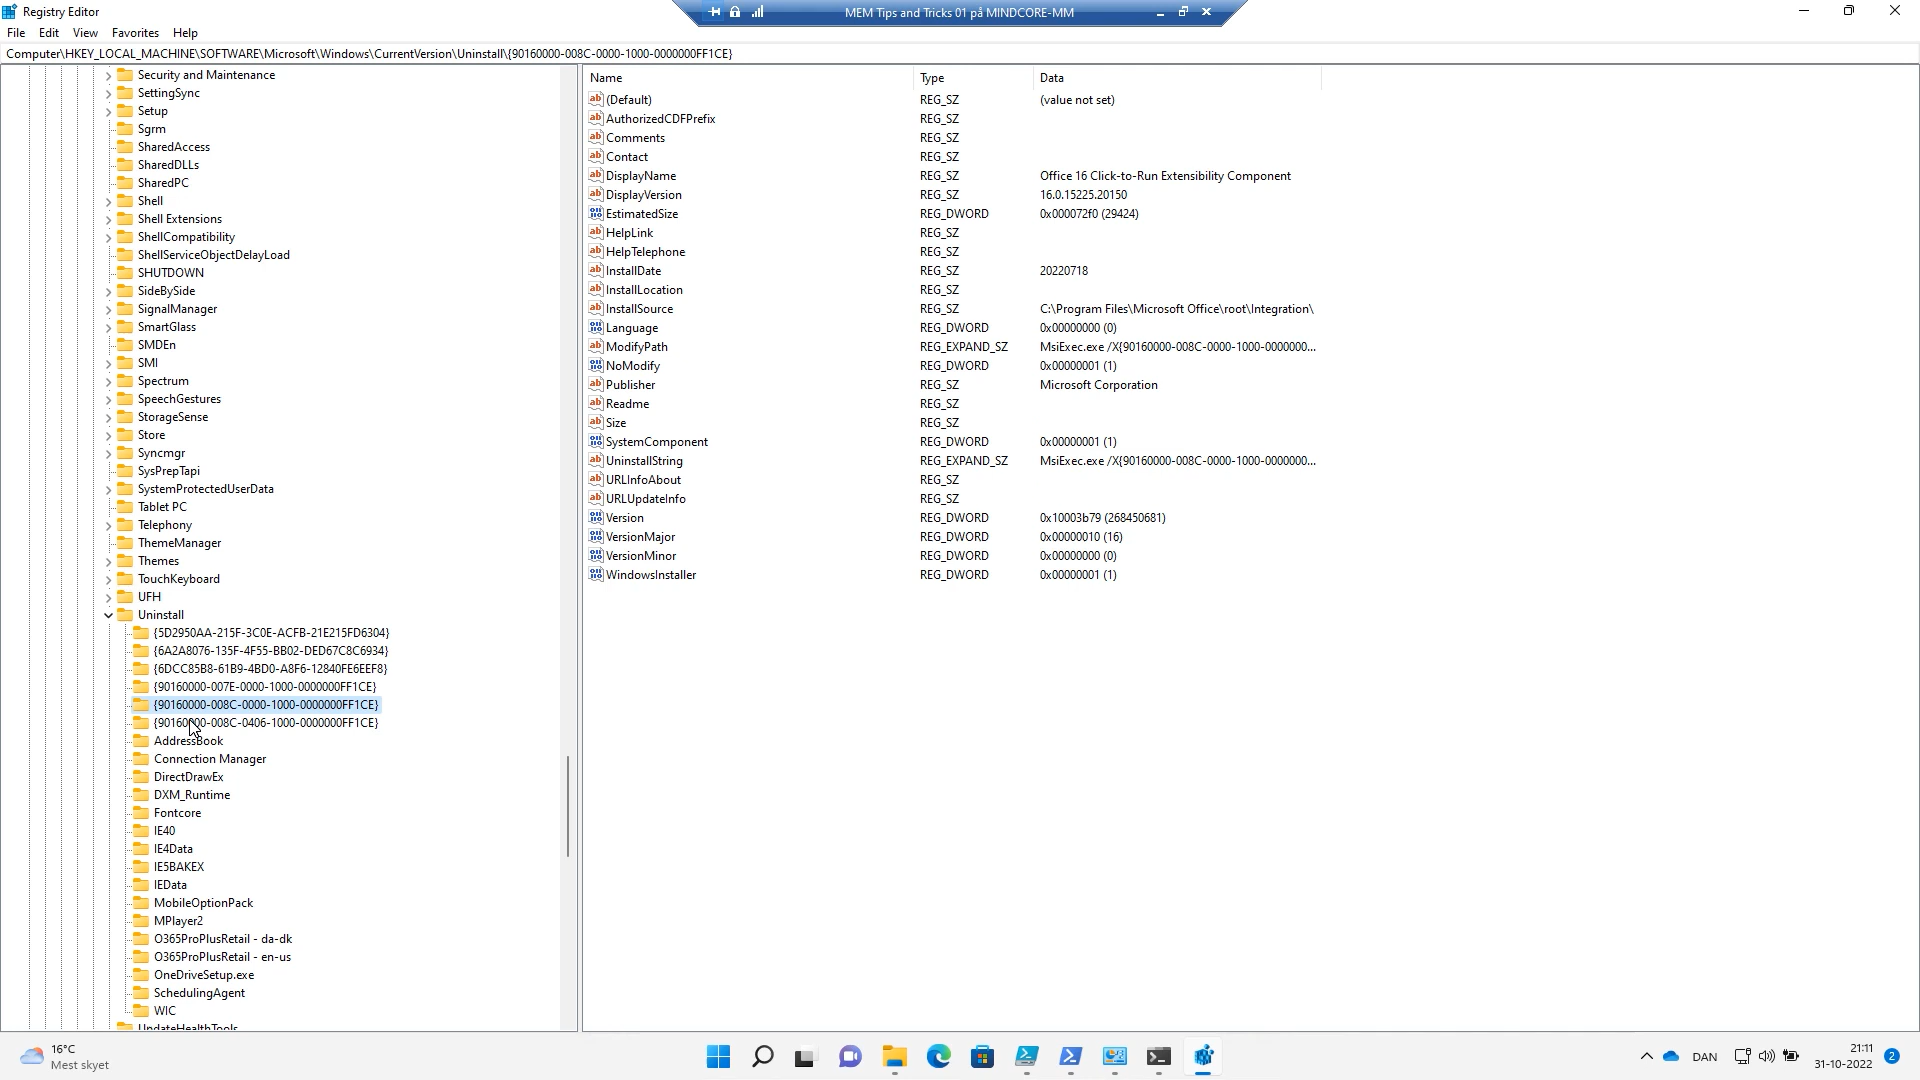 Registry Editor
MEM Tips and Tricks 01 på MINDCORE-MM
File Edit View Favorites Help
Computer\HKEY_LOCAL_MACHINE\SOFTWARE\Microsoft\Windows\CurrentVersion\Uninstall\{90160000-008C-0000-1000-0000000FF1CE}
Security and Maintenance
SettingSync
Setup
Sgrm
SharedAccess
SharedDLLs
SharedPC
Shell
Shell Extensions
ShellCompatibility
ShellServiceObjectDelayLoad
SHUTDOWN
SideBySide
SignalManager
SmartGlass
SMDEn
SMI
Spectrum
SpeechGestures
StorageSense
Store
Syncmgr
SysPrepTapi
SystemProtectedUserData
Tablet PC
Telephony
ThemeManager
Themes
TouchKeyboard
UFH
Uninstall
{5D2950AA-215F-3C0E-ACFB-21E215FD6304}
{6A2A8076-135F-4F55-BB02-DED67C8C6934}
{6DCC85B8-61B9-4BD0-A8F6-12840FE6EEF8}
{90160000-007E-0000-1000-0000000FF1CE}
{90160000-008C-0000-1000-0000000FF1CE}
{90160000-008C-0406-1000-0000000FF1CE}
AddressBook
Connection Manager
DirectDrawEx
DXM_Runtime
Fontcore
IE40
IE4Data
IE5BAKEX
IEData
MobileOptionPack
MPlayer2
O365ProPlusRetail - da-dk
O365ProPlusRetail - en-us
OneDriveSetup.exe
SchedulingAgent
WIC
UpdateHealthTools
Name Type Data
(Default) REG_SZ (value not set)
AuthorizedCDFPrefix REG_SZ
Comments REG_SZ
Contact REG_SZ
DisplayName REG_SZ Office 16 Click-to-Run Extensibility Component
DisplayVersion REG_SZ 16.0.15225.20150
EstimatedSize REG_DWORD 0x000072f0 (29424)
HelpLink REG_SZ
HelpTelephone REG_SZ
InstallDate REG_SZ 20220718
InstallLocation REG_SZ
InstallSource REG_SZ C:\Program Files\Microsoft Office\root\Integration\
Language REG_DWORD 0x00000000 (0)
ModifyPath REG_EXPAND_SZ MsiExec.exe /X{90160000-008C-0000-1000-0000000...
NoModify REG_DWORD 0x00000001 (1)
Publisher REG_SZ Microsoft Corporation
Readme REG_SZ
Size REG_SZ
SystemComponent REG_DWORD 0x00000001 (1)
UninstallString REG_EXPAND_SZ MsiExec.exe /X{90160000-008C-0000-1000-0000000...
URLInfoAbout REG_SZ
URLUpdateInfo REG_SZ
Version REG_DWORD 0x10003b79 (268450681)
VersionMajor REG_DWORD 0x00000010 (16)
VersionMinor REG_DWORD 0x00000000 (0)
WindowsInstaller REG_DWORD 0x00000001 (1)
16°C
Mest skyet
DAN
21:11
31-10-2022
2